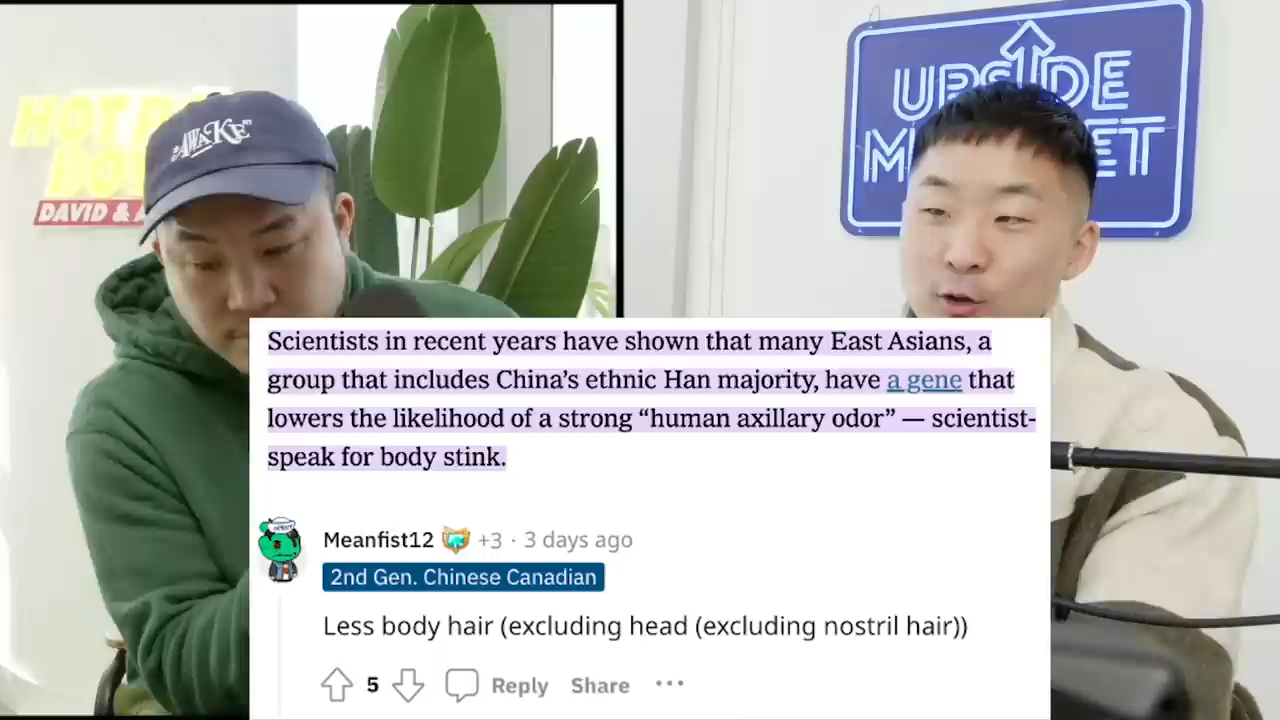 HOT
DAVID &
AWAKE
UPSIDE
M ET
Scientists in recent years have shown that many East Asians, a
group that includes China’s ethnic Han majority, have a gene that
lowers the likelihood of a strong “human axillary odor” — scientist-
speak for body stink.
Meanfist12 +3 · 3 days ago
2nd Gen. Chinese Canadian
Less body hair (excluding head (excluding nostril hair))
5 Reply Share ···